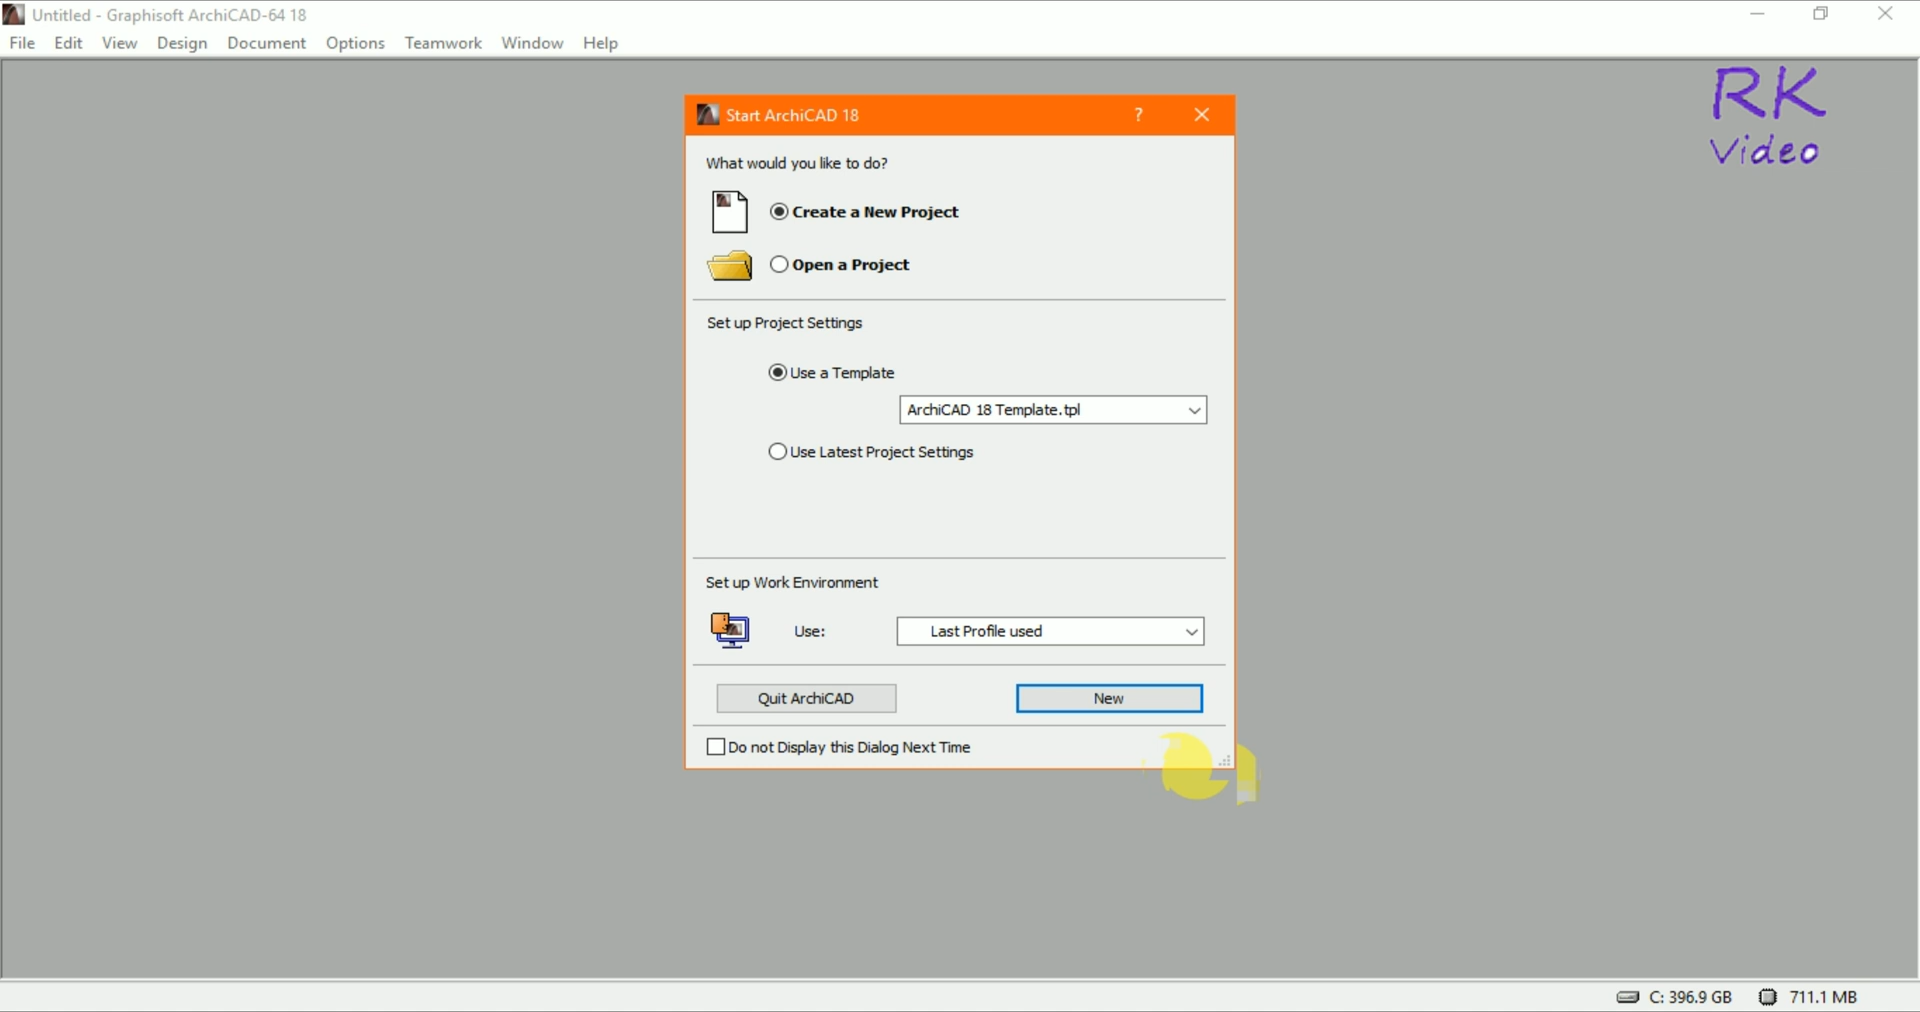 Untitled - Graphisoft ArchiCAD-64 18
File Edit View Design Document Options Teamwork Window Help
RK
Video
Start ArchiCAD 18 ?
What would you like to do?
Create a New Project
Open a Project
Set up Project Settings
Use a Template
ArchiCAD 18 Template.tpl
Use Latest Project Settings
Set up Work Environment
Use: Last Profile used
Quit ArchiCAD New
Do not Display this Dialog Next Time
C: 396.9 GB 711.1 MB